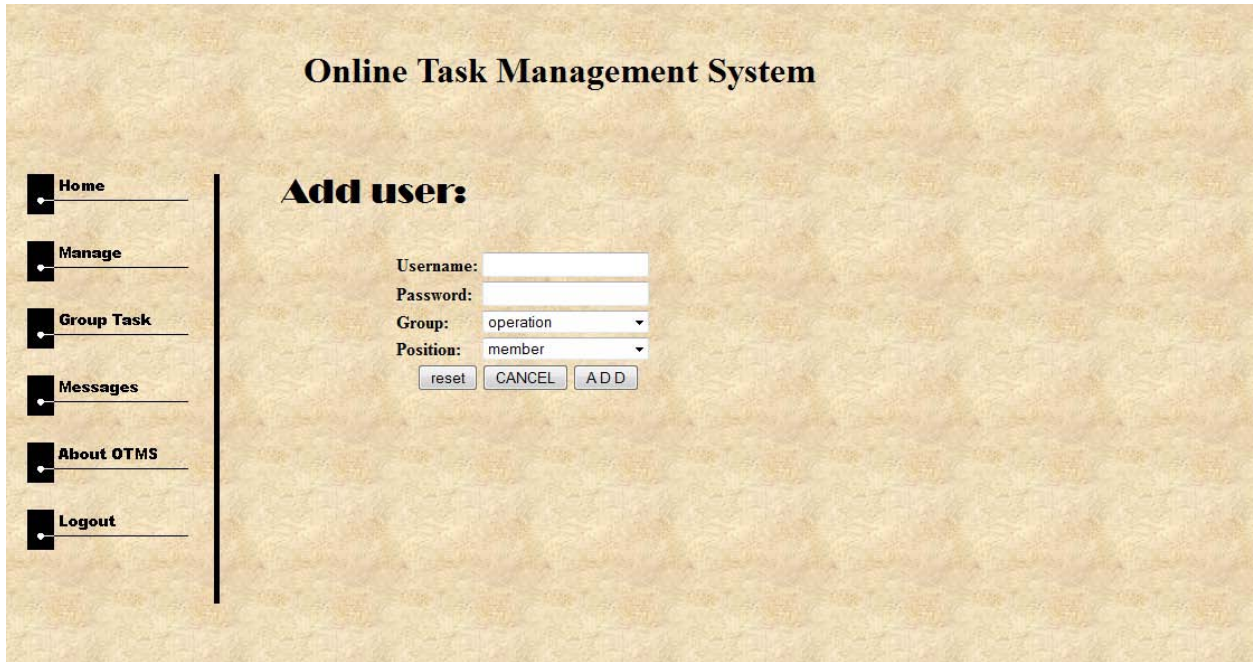 Online Task Management System
Home
Manage
Group Task
Messages
About OTMS
Logout
Add user:
Username:
Password:
Group: operation
Position: member
reset CANCEL A D D